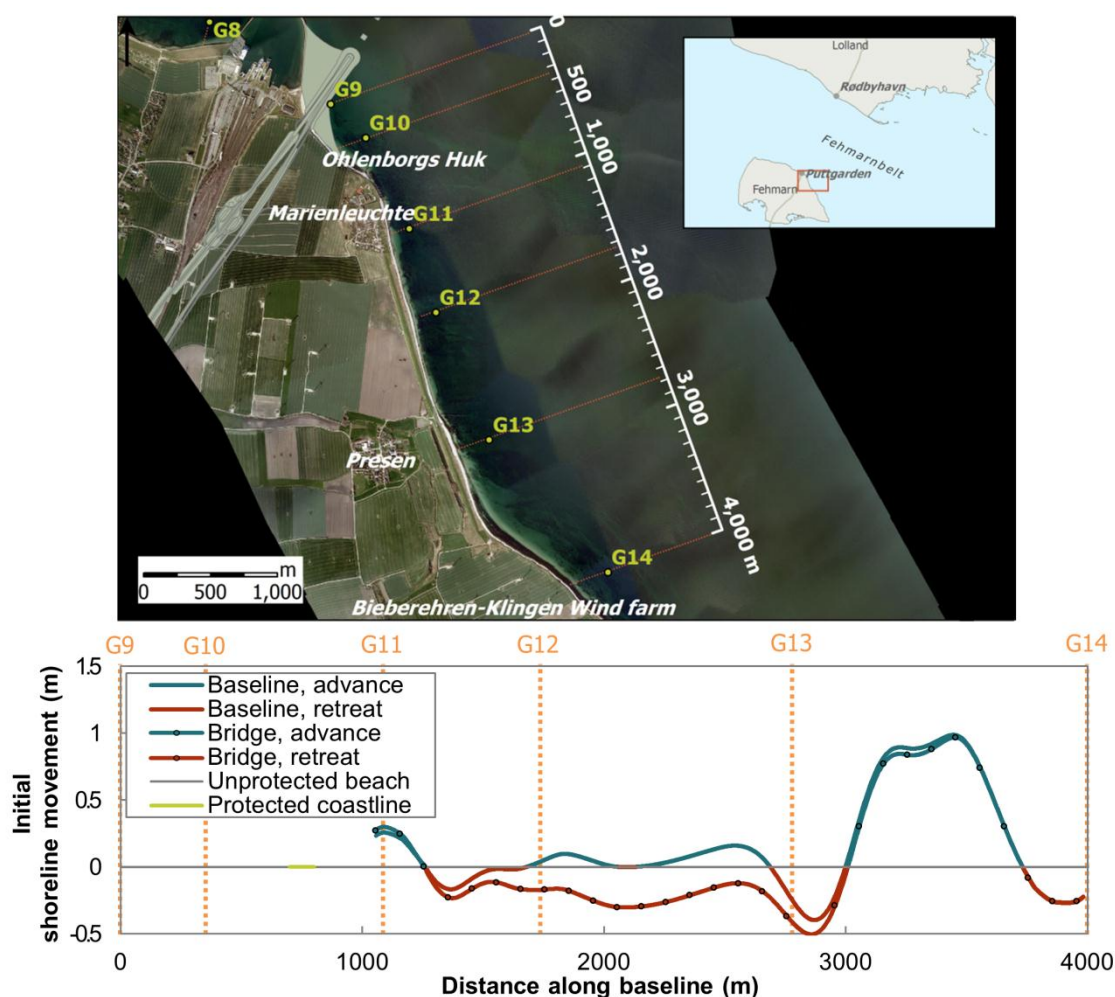 G8
G9
G10
Ohlenborgs Huk
Marienleuchte
G11
G12
G13
Presen
G14
Bieberehren-Klingen Wind farm
0
500
1,000
2,000
3,000
4,000 m
m
0 500 1,000
Lolland
Rødbyhavn
Fehmarnbelt
Puttgarden
Fehmarn
G9 G10 G11 G12 G13 G14
Initial
shoreline movement (m)
1.5
1
0.5
0
-0.5
Baseline, advance
Baseline, retreat
Bridge, advance
Bridge, retreat
Unprotected beach
Protected coastline
0 1000 2000 3000 4000
Distance along baseline (m)